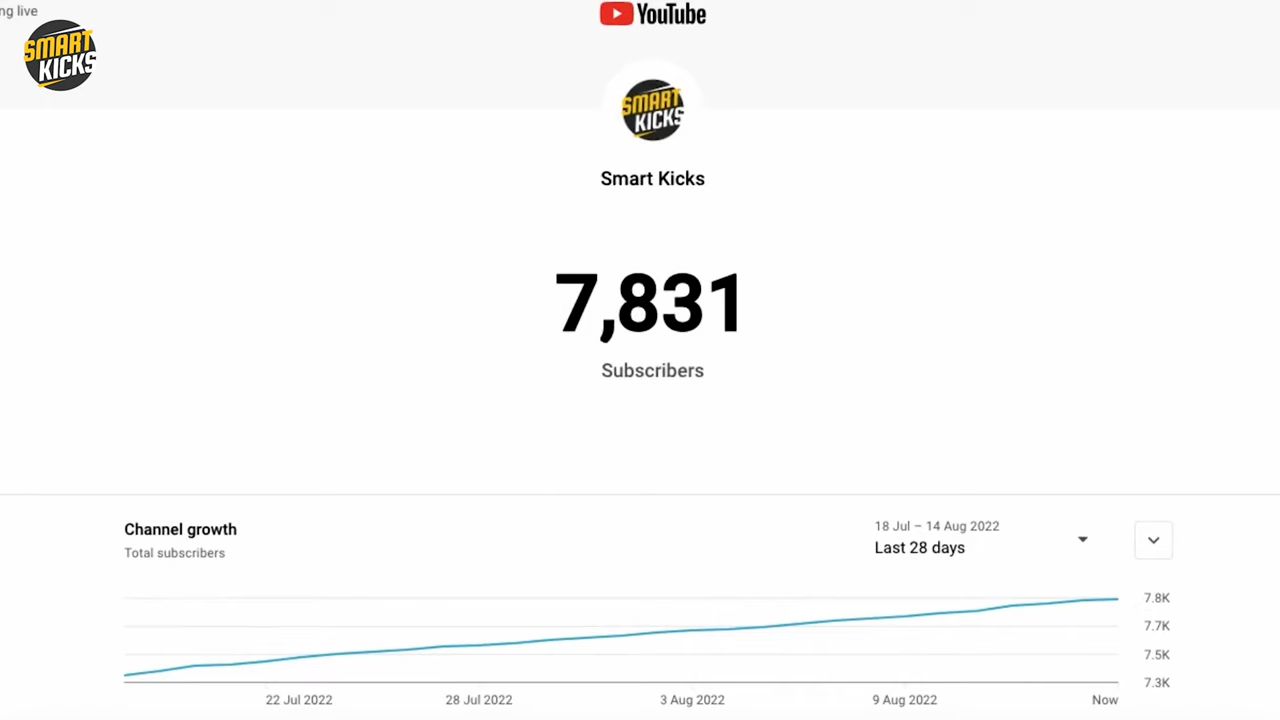 ng live
SMART
KICKS
YouTube
SMART
KICKS
Smart Kicks
7,831
Subscribers
Channel growth
Total subscribers
18 Jul – 14 Aug 2022
Last 28 days
7.8K
7.7K
7.5K
7.3K
22 Jul 2022
28 Jul 2022
3 Aug 2022
9 Aug 2022
Now